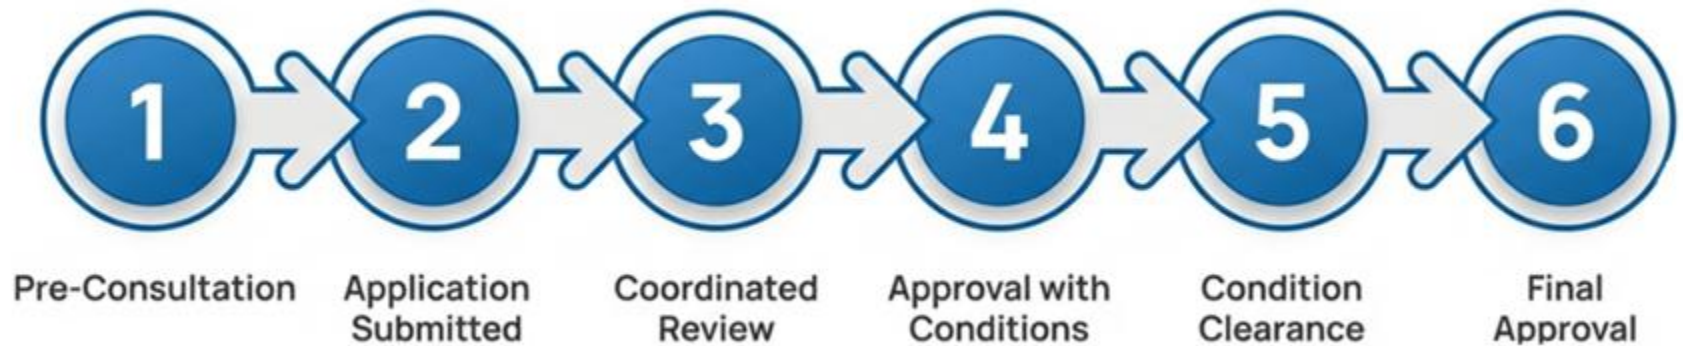 1
2
3
4
5
6
Pre-Consultation
Application
Submitted
Coordinated
Review
Approval with
Conditions
Condition
Clearance
Final
Approval